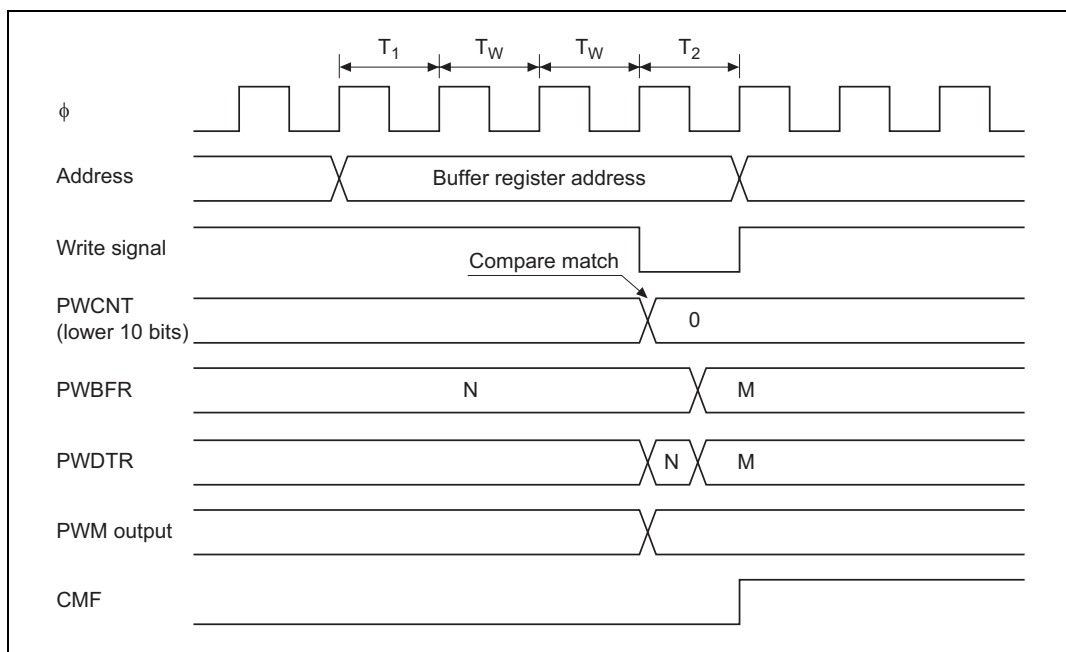 T1 TW TW T2
ϕ
Address
Buffer register address
Write signal
Compare match
PWCNT
(lower 10 bits)
0
PWBFR
N
M
PWDTR
N
M
PWM output
CMF